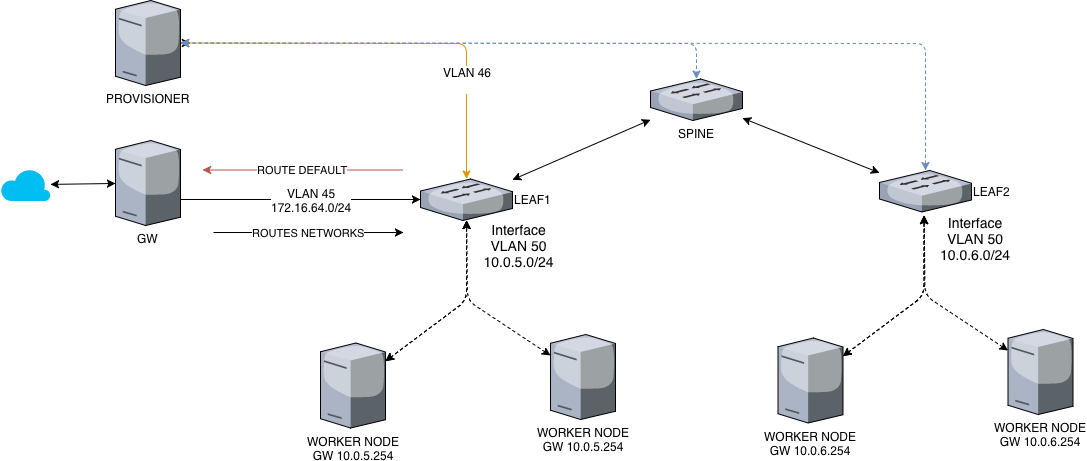 VLAN 46
PROVISIONER
SPINE
ROUTE DEFAULT
VLAN 45
172.16.64.0/24
LEAF1
LEAF2
GW
ROUTES NETWORKS
Interface
VLAN 50
10.0.5.0/24
Interface
VLAN 50
10.0.6.0/24
WORKER NODE
GW 10.0.5.254
WORKER NODE
GW 10.0.5.254
WORKER NODE
GW 10.0.6.254
WORKER NODE
GW 10.0.6.254